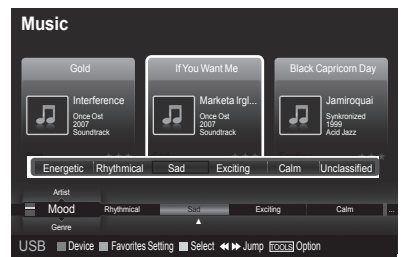 Music
Gold
If You Want Me
Black Capricorn Day
Interference
Once Ost
2007
Soundtrack
Marketa Irgl...
Once Ost
2007
Soundtrack
Jamiroquai
Synkronized
1999
Acid Jazz
Energetic Rhythmical Sad Exciting Calm Unclassified
Artist
Mood Rhythmical Sad Exciting Calm ...
Genre
USB Device Favorites Setting Select Jump TOOLS Option